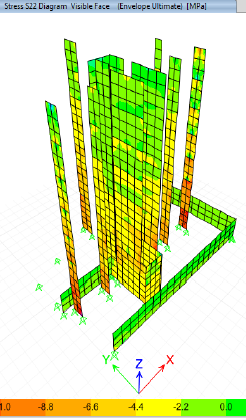 Stress S22 Diagram Visible Face (Envelope Ultimate) [MPa]
Z
Y X
-8.8 -6.6 -4.4 -2.2 0.0